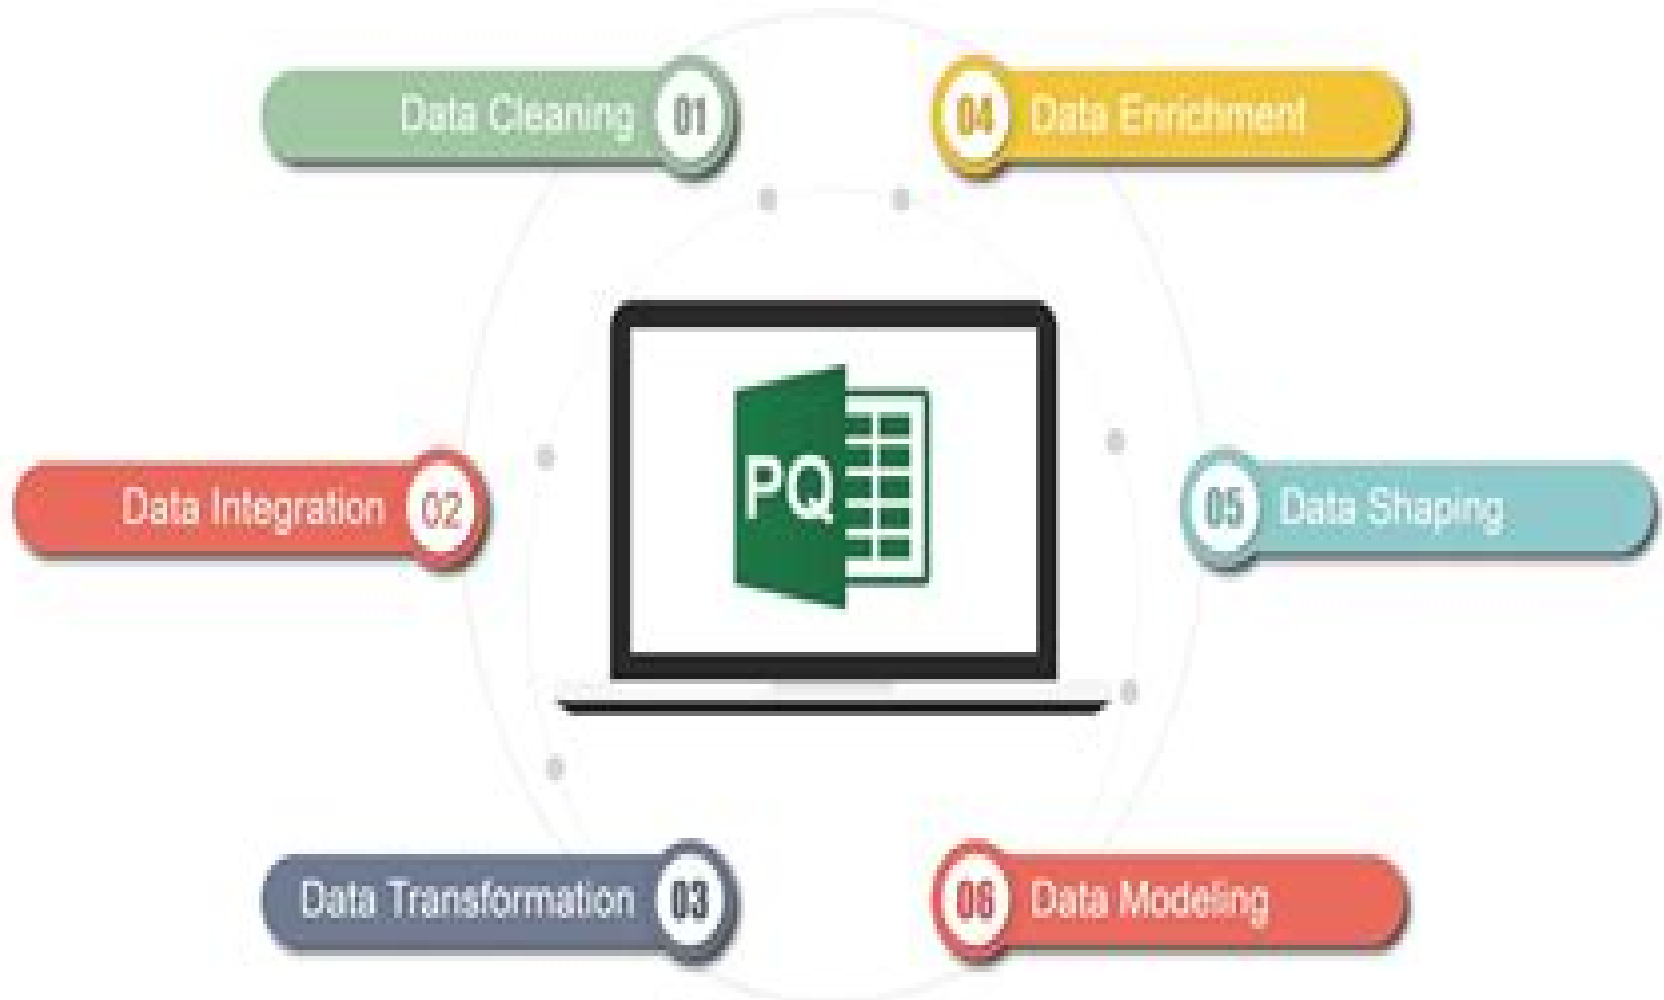 Data Cleaning 01
Data Integration 02
Data Transformation 03
PQ
04 Data Enrichment
05 Data Shaping
06 Data Modeling